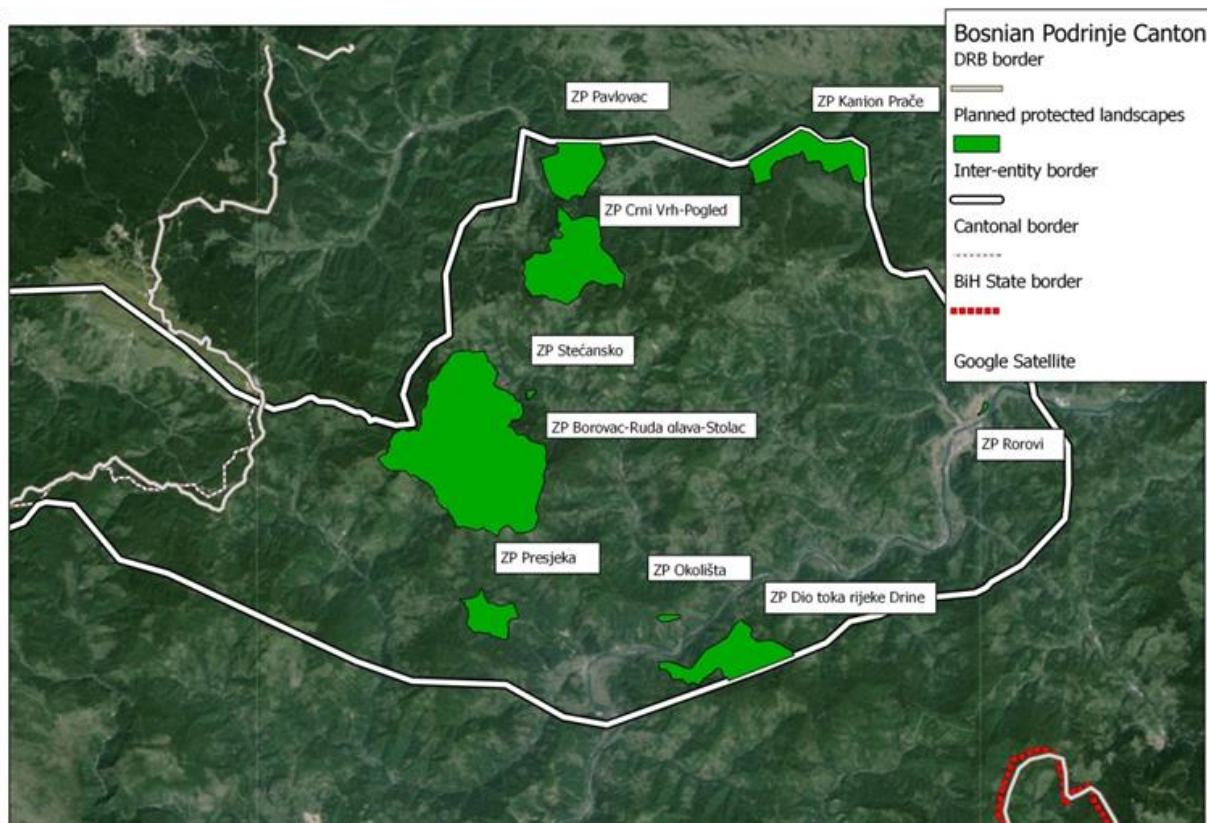 Bosnian Podrinje Canton
DRB border
Planned protected landscapes
Inter-entity border
Cantonal border
BiH State border
Google Satellite
ZP Pavlovac
ZP Kanion Prače
ZP Crni Vrh-Pogled
ZP Stećansko
ZP Borovac-Ruda glava-Stolac
ZP Rorovi
ZP Presjeka
ZP Okolišta
ZP Dio toka rijeke Drine